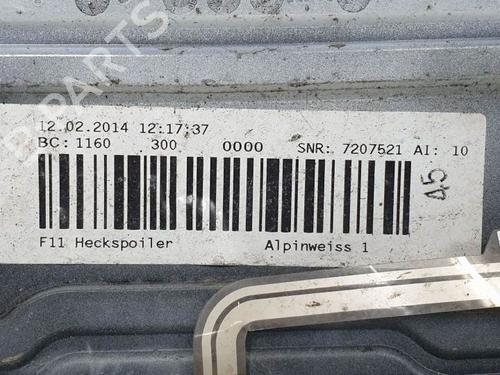 12.02.2014 12:17:37
BC: 1160 300 0000 SNR: 7207521 AI: 10
45
F11 Heckspoiler Alpinweiss 1